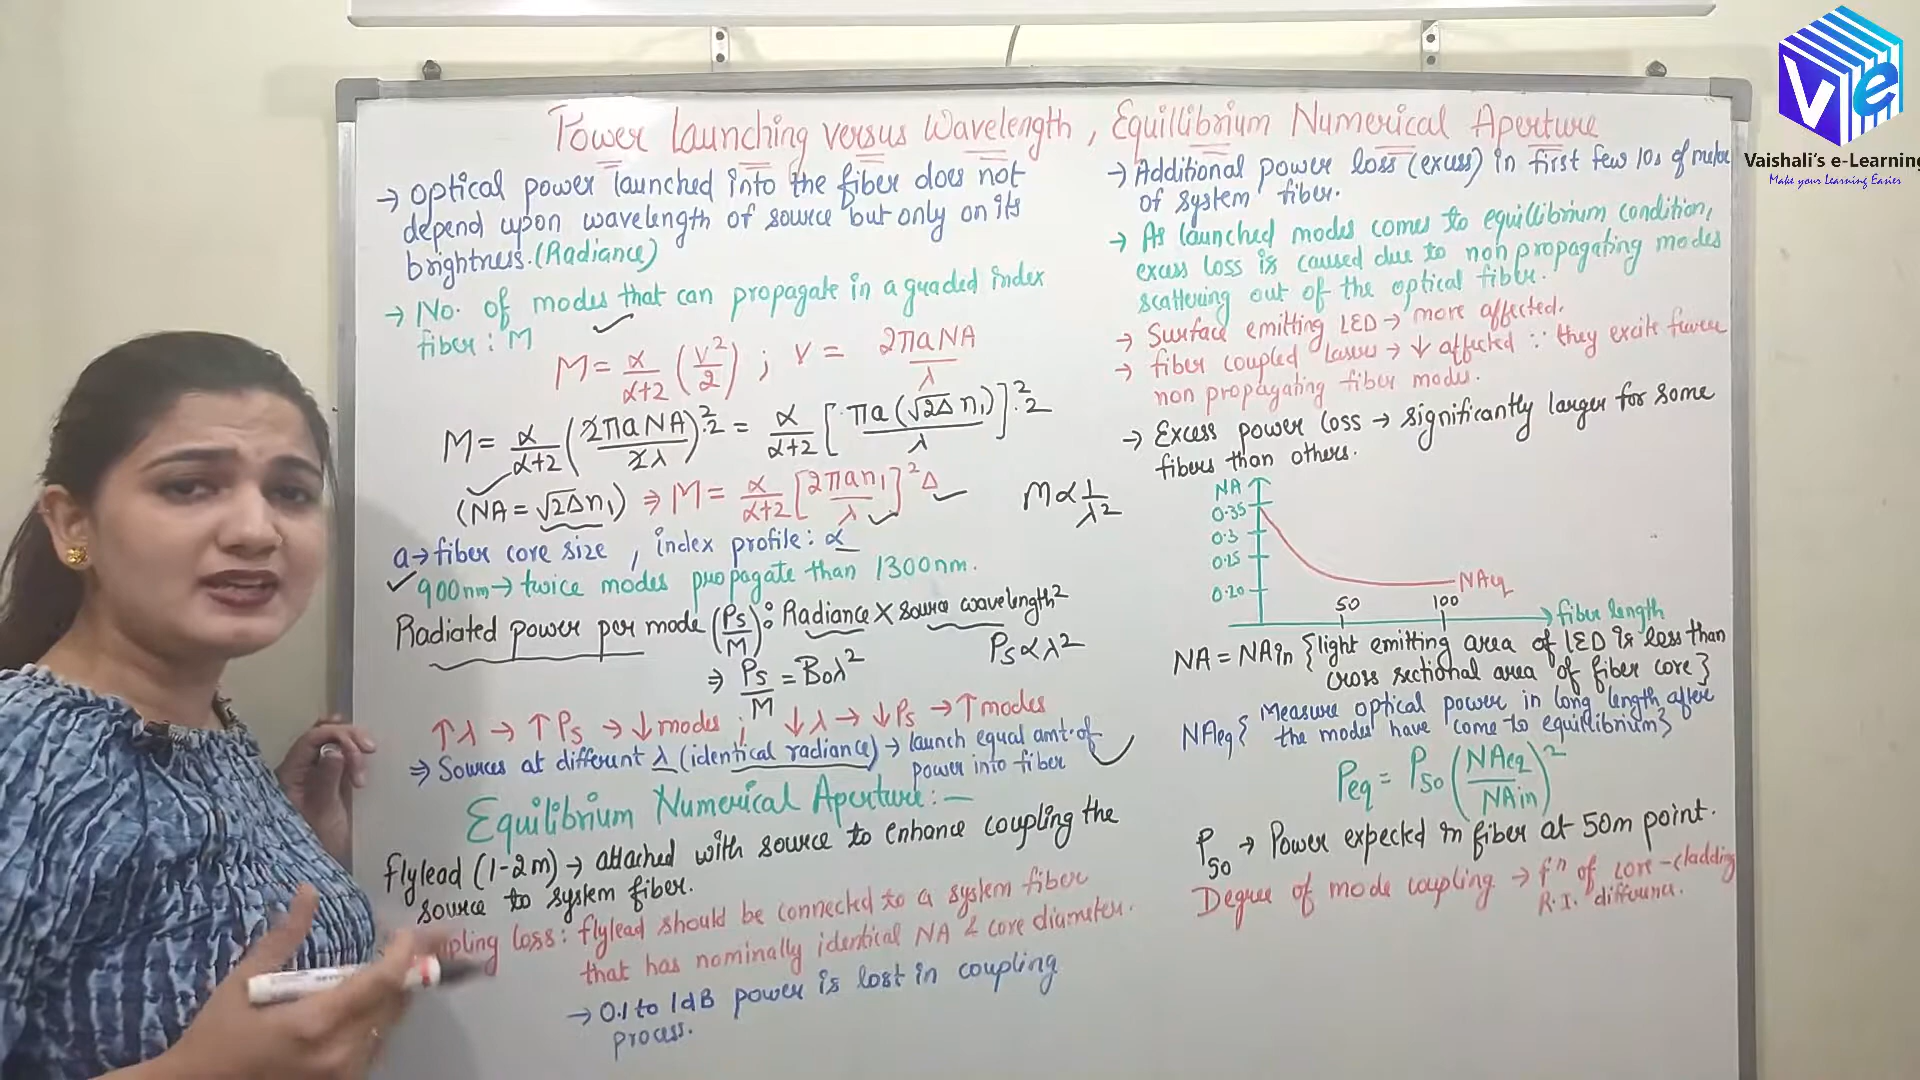 Power Launching versus Wavelength, Equillibrium Numerical Aperture
→ optical power launched into the fiber does not
depend upon wavelength of source but only on its
brightness. (Radiance)
→ No. of modes that can propagate in a graded index
fiber : M
M = α/α+2 (V²/2) ; V = 2πaNA/λ
M = α/α+2 (2πaNA/2λ)².2 = α/α+2 [πa(√2Δ n₁)/λ]².2
(NA = √2Δn₁) ⇒ M = α/α+2 [2πan₁/λ]²Δ
M ∝ 1/λ²
a → fiber core size , index profile : α
900nm → twice modes propagate than 1300nm.
Radiated power per mode (Ps/M) : Radiance X source wavelength²
⇒ Ps/M = B₀λ²
Ps ∝ λ²
↑λ → ↑Ps → ↓modes ; ↓λ → ↓Ps → ↑modes
⇒ Sources at different λ (identical radiance) → launch equal amt. of
power into fiber
Equilibrium Numerical Aperture :—
flylead (1-2m) → attached with source to enhance coupling the
source to system fiber.
upling loss : flylead should be connected to a system fiber
that has nominally identical NA & core diameter.
→ 0.1 to 1dB power is lost in coupling
process.
→ Additional power loss (excess) in first few 10s of meter
of system fiber.
→ As launched modes comes to equillibrium condition,
excess loss is caused due to non propagating modes
scattering out of the optical fiber.
→ Surface emitting LED → more affected.
→ fiber coupled lasers → ↓ affected ∵ they excite fewer
non propagating fiber modes.
→ Excess power loss → significantly larger for some
fibers than others.
NA
0.35
0.3
0.25
0.20
NAeq
50
100
fiber length
NA = NAin {light emitting area of LED is less than
cross sectional area of fiber core}
NAeq { Measure optical power in long length after
the modes have come to equillibrium}
Peq = P50 (NAeq/NAin)²
P50 → Power expected in fiber at 50m point.
Degree of mode coupling → fⁿ of core-cladding
R.I. difference.
Ve
Vaishali's e-Learning
Make your Learning Easier